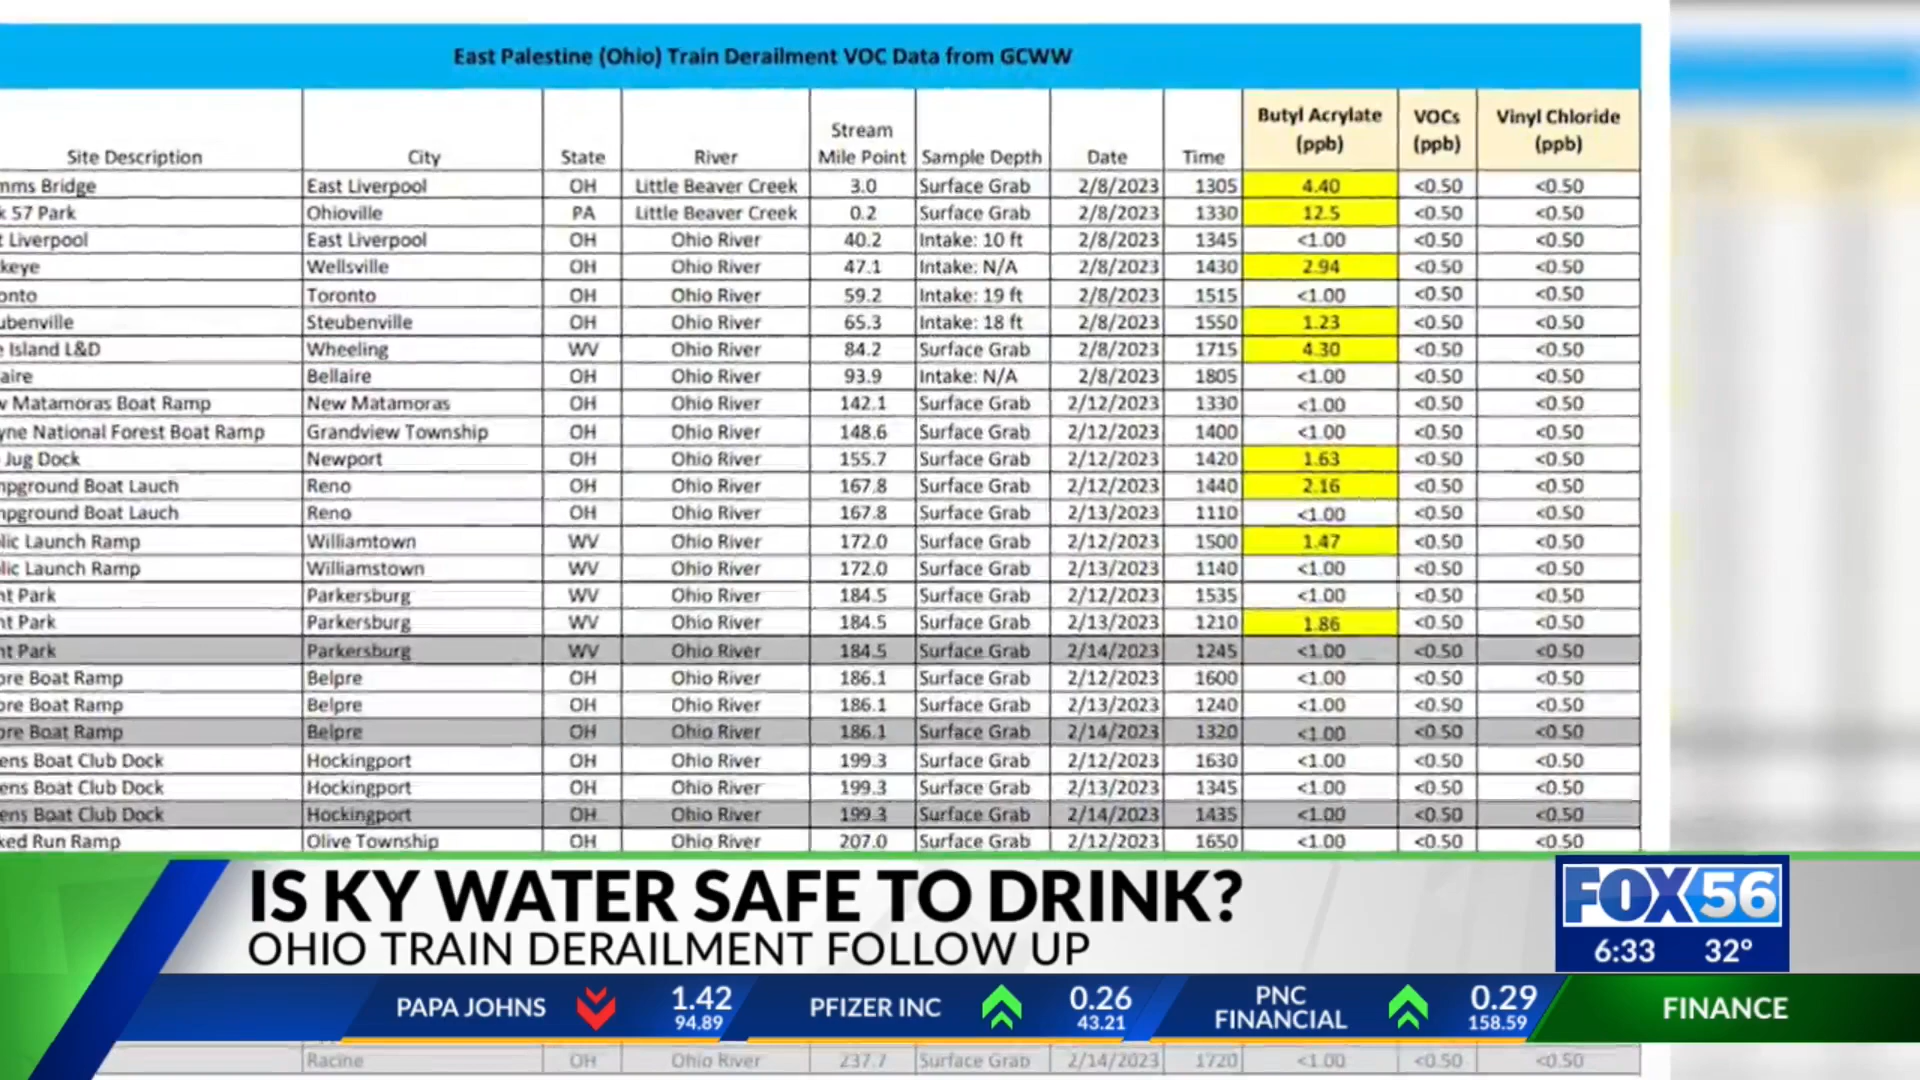 East Palestine (Ohio) Train Derailment VOC Data from GCWW
Site Description City State River Stream Mile Point Sample Depth Date Time Butyl Acrylate (ppb) VOCs (ppb) Vinyl Chloride (ppb)
mms Bridge East Liverpool OH Little Beaver Creek 3.0 Surface Grab 2/8/2023 1305 4.40 <0.50 <0.50
k 57 Park Ohioville PA Little Beaver Creek 0.2 Surface Grab 2/8/2023 1330 12.5 <0.50 <0.50
t Liverpool East Liverpool OH Ohio River 40.2 Intake: 10 ft 2/8/2023 1345 <1.00 <0.50 <0.50
keye Wellsville OH Ohio River 47.1 Intake: N/A 2/8/2023 1430 2.94 <0.50 <0.50
onto Toronto OH Ohio River 59.2 Intake: 19 ft 2/8/2023 1515 <1.00 <0.50 <0.50
ubenville Steubenville OH Ohio River 65.3 Intake: 18 ft 2/8/2023 1550 1.23 <0.50 <0.50
e Island L&D Wheeling WV Ohio River 84.2 Surface Grab 2/8/2023 1715 4.30 <0.50 <0.50
aire Bellaire OH Ohio River 93.9 Intake: N/A 2/8/2023 1805 <1.00 <0.50 <0.50
w Matamoras Boat Ramp New Matamoras OH Ohio River 142.1 Surface Grab 2/12/2023 1330 <1.00 <0.50 <0.50
yne National Forest Boat Ramp Grandview Township OH Ohio River 148.6 Surface Grab 2/12/2023 1400 <1.00 <0.50 <0.50
Jug Dock Newport OH Ohio River 155.7 Surface Grab 2/12/2023 1420 1.63 <0.50 <0.50
npground Boat Lauch Reno OH Ohio River 167.8 Surface Grab 2/12/2023 1440 2.16 <0.50 <0.50
npground Boat Lauch Reno OH Ohio River 167.8 Surface Grab 2/13/2023 1110 <1.00 <0.50 <0.50
lic Launch Ramp Williamtown WV Ohio River 172.0 Surface Grab 2/12/2023 1500 1.47 <0.50 <0.50
lic Launch Ramp Williamstown WV Ohio River 172.0 Surface Grab 2/13/2023 1140 <1.00 <0.50 <0.50
nt Park Parkersburg WV Ohio River 184.5 Surface Grab 2/12/2023 1535 <1.00 <0.50 <0.50
nt Park Parkersburg WV Ohio River 184.5 Surface Grab 2/13/2023 1210 1.86 <0.50 <0.50
nt Park Parkersburg WV Ohio River 184.5 Surface Grab 2/14/2023 1245 <1.00 <0.50 <0.50
pre Boat Ramp Belpre OH Ohio River 186.1 Surface Grab 2/12/2023 1600 <1.00 <0.50 <0.50
pre Boat Ramp Belpre OH Ohio River 186.1 Surface Grab 2/13/2023 1240 <1.00 <0.50 <0.50
pre Boat Ramp Belpre OH Ohio River 186.1 Surface Grab 2/14/2023 1320 <1.00 <0.50 <0.50
ens Boat Club Dock Hockingport OH Ohio River 199.3 Surface Grab 2/12/2023 1630 <1.00 <0.50 <0.50
ens Boat Club Dock Hockingport OH Ohio River 199.3 Surface Grab 2/13/2023 1345 <1.00 <0.50 <0.50
ens Boat Club Dock Hockingport OH Ohio River 199.3 Surface Grab 2/14/2023 1435 <1.00 <0.50 <0.50
ked Run Ramp Olive Township OH Ohio River 207.0 Surface Grab 2/12/2023 1650 <1.00 <0.50 <0.50
IS KY WATER SAFE TO DRINK?
OHIO TRAIN DERAILMENT FOLLOW UP
FOX 56
6:33 32°
PAPA JOHNS 1.42 94.89 PFIZER INC 0.26 43.21 PNC FINANCIAL 0.29 158.59 FINANCE
Racine OH Ohio River 237.7 Surface Grab 2/14/2023 1720 <1.00 <0.50 <0.50